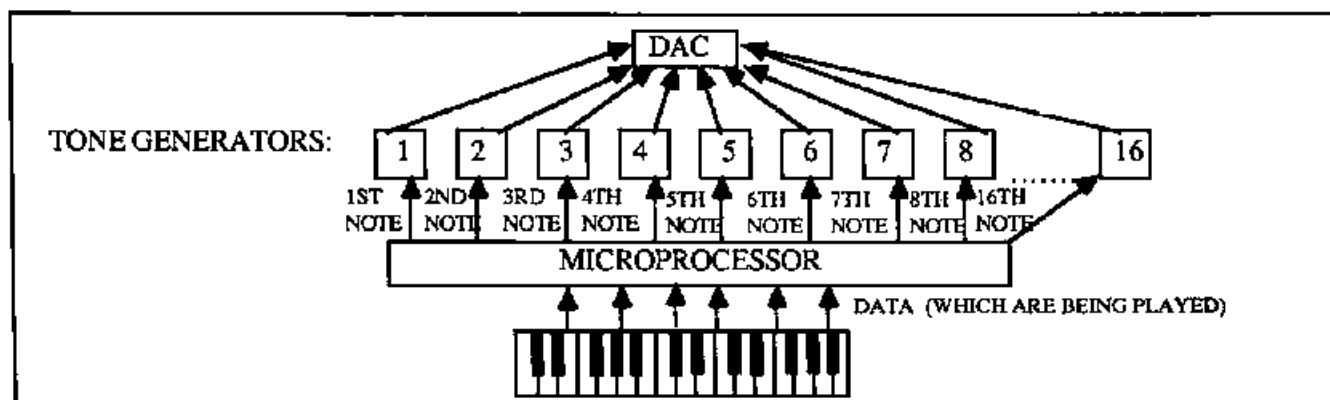 DAC
TONE GENERATORS: 1 2 3 4 5 6 7 8 16
1ST 2ND 3RD 4TH 5TH 6TH 7TH 8TH 16TH
NOTE NOTE NOTE NOTE NOTE NOTE NOTE NOTE NOTE
MICROPROCESSOR
DATA (WHICH ARE BEING PLAYED)